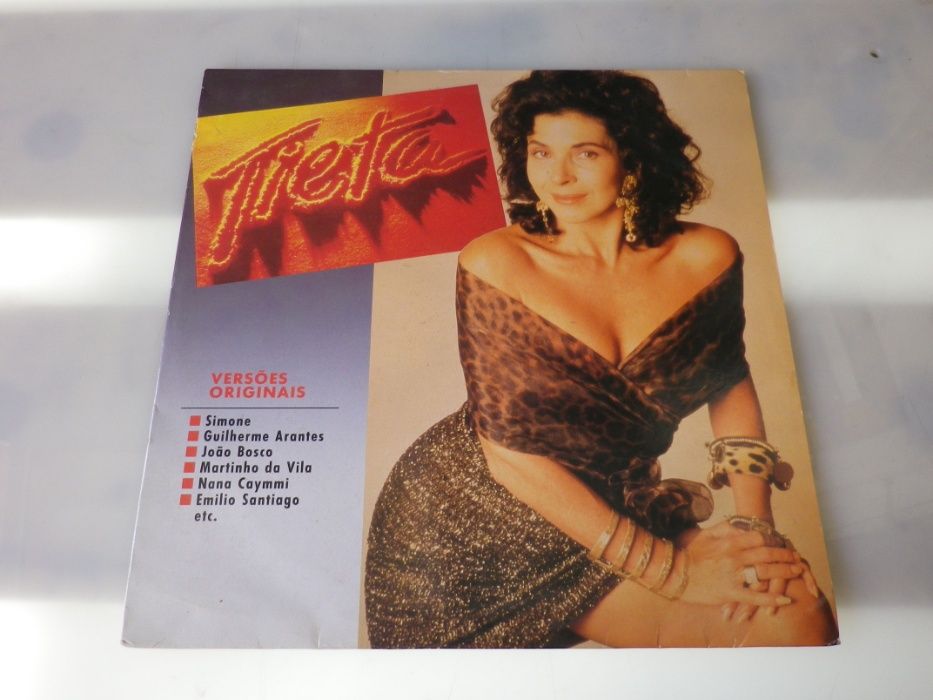 Tieta
VERSÕES
ORIGINAIS
Simone
Guilherme Arantes
João Bosco
Martinho da Vila
Nana Caymmi
Emilio Santiago
etc.